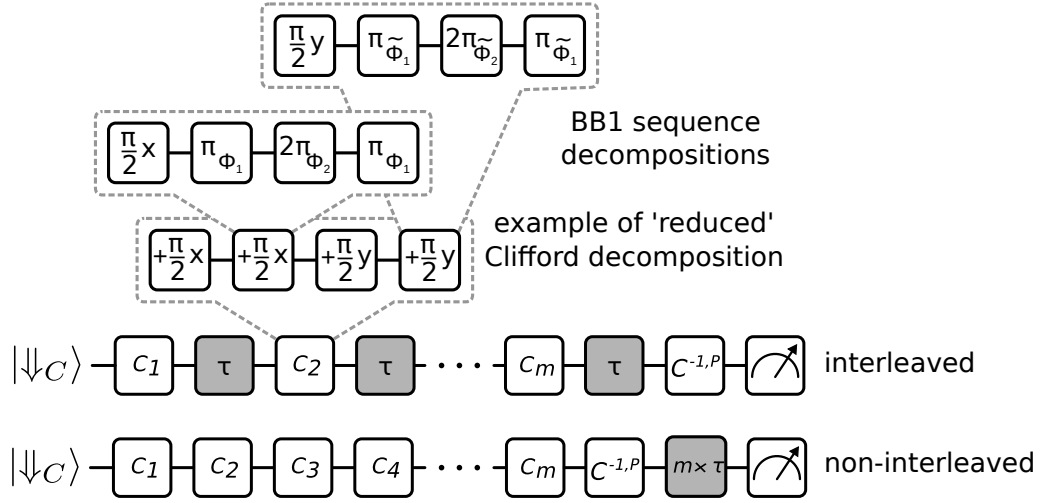 π/2 y π Φ̃₁ 2π Φ̃₂ π Φ̃₁
BB1 sequence
decompositions
π/2 x π Φ₁ 2π Φ₂ π Φ₁
example of 'reduced'
Clifford decomposition
+π/2 x +π/2 x +π/2 y +π/2 y
|⇓C⟩ C1 τ C2 τ ··· Cm τ C^-1,P interleaved
|⇓C⟩ C1 C2 C3 C4 ··· Cm C^-1,P m× τ non-interleaved